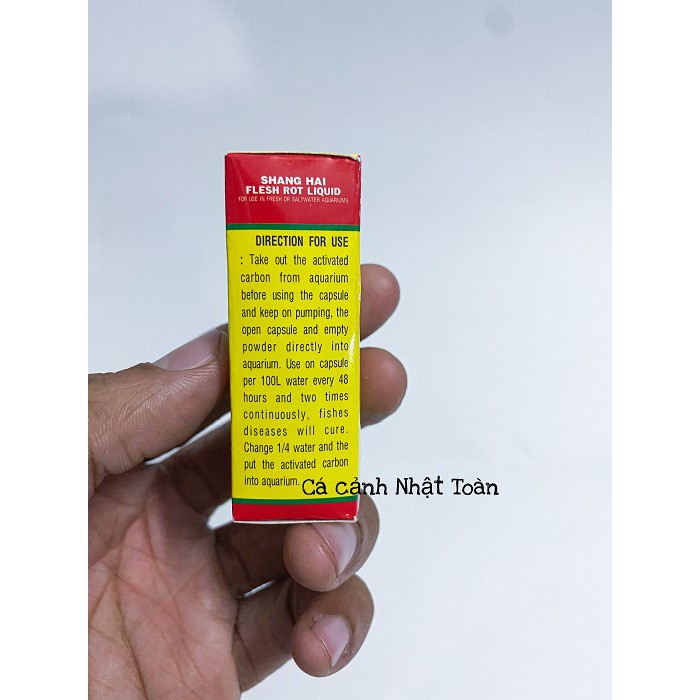 SHANG HAI
FLESH ROT LIQUID
FOR USE IN FRESH OR SALTWATER AQUARIUMS
DIRECTION FOR USE
: Take out the activated
carbon from aquarium
before using the capsule
and keep on pumping, the
open capsule and empty
powder directly into
aquarium. Use on capsule
per 100L water every 48
hours and two times
continuously, fishes
diseases will cure.
Change 1/4 water and the
put the activated carbon
into aquarium.
Cá cảnh Nhật Toàn